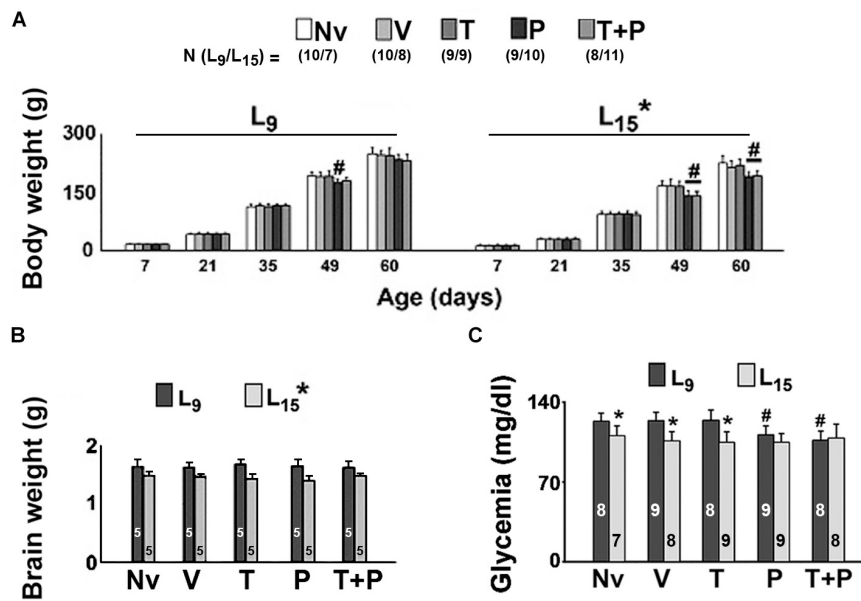 A
Nv V T P T+P
N (L9/L15) = (10/7) (10/8) (9/9) (9/10) (8/11)
L9 L15*
Body weight (g)
300
150
0
# # #
7 21 35 49 60 7 21 35 49 60
Age (days)
B
L9 L15*
Brain weight (g)
2
1
0
5 5 5 5 5 5 5 5 5 5
Nv V T P T+P
C
L9 L15
Glycemia (mg/dl)
140
70
0
* * * # #
8 7 9 8 8 9 9 9 8 8
Nv V T P T+P